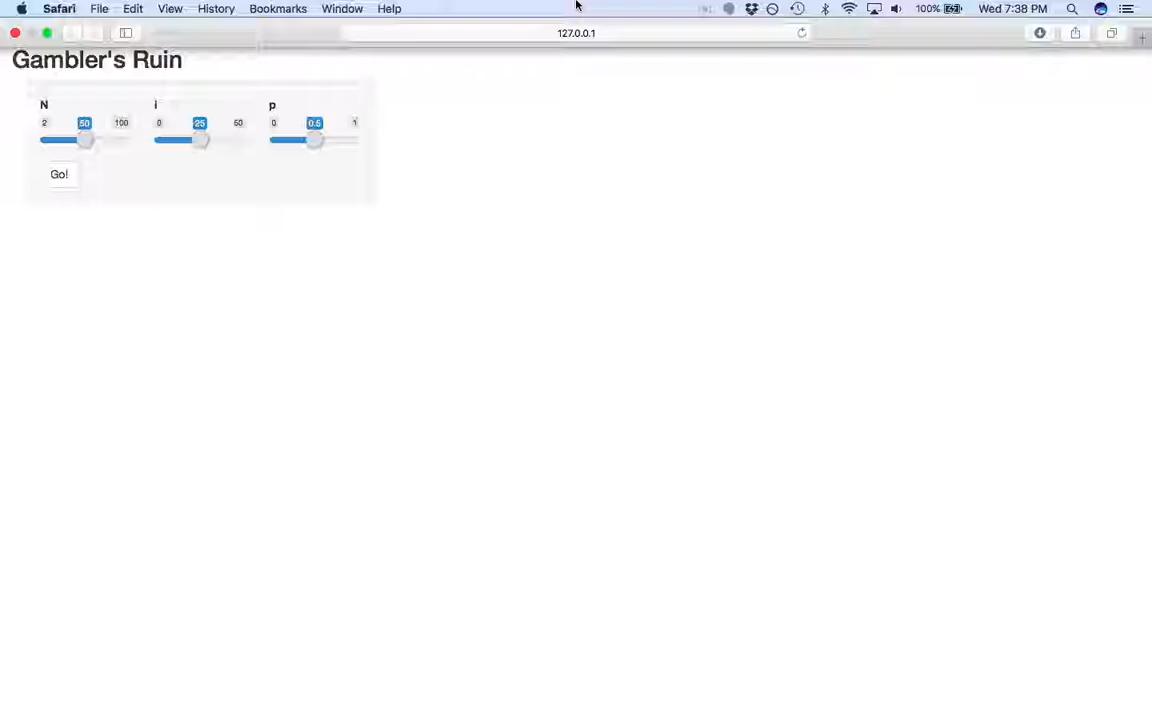 Safari File Edit View History Bookmarks Window Help 100% Wed 7:38 PM
127.0.0.1
Gambler's Ruin
N i p
2 50 100 0 25 50 0 0.5 1
Go!